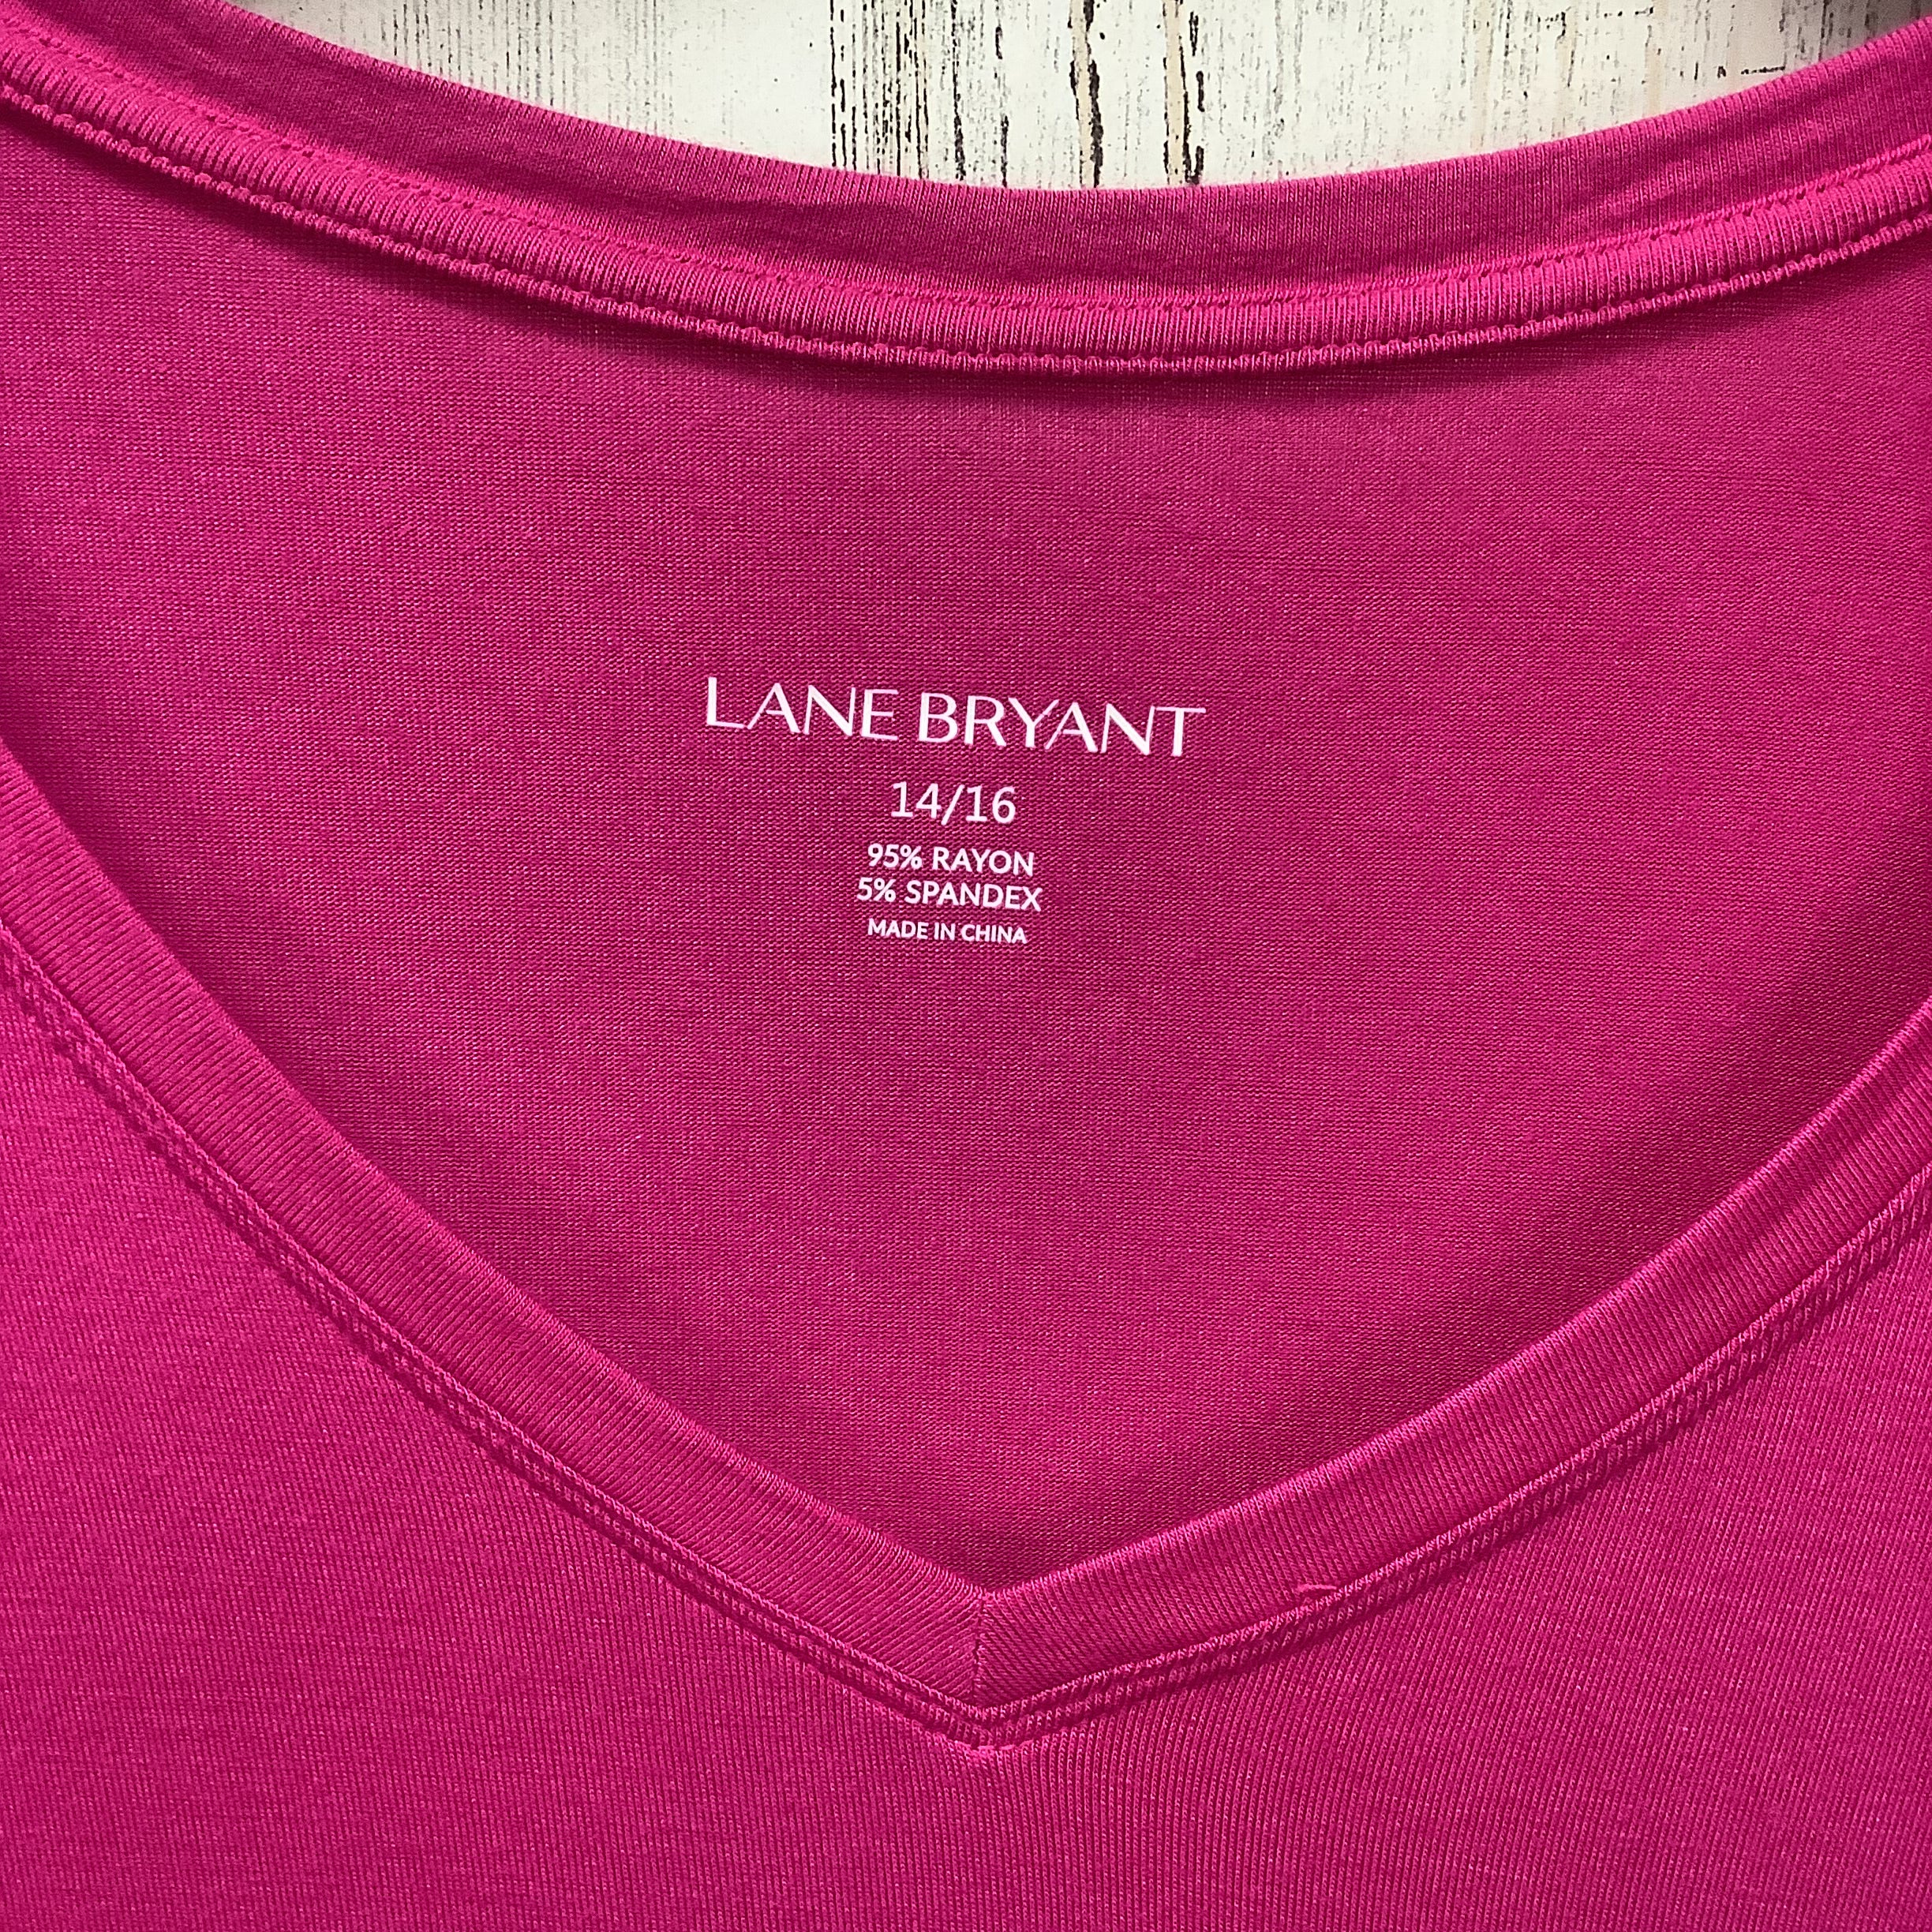 LANE BRYANT
14/16
95% RAYON
5% SPANDEX
MADE IN CHINA